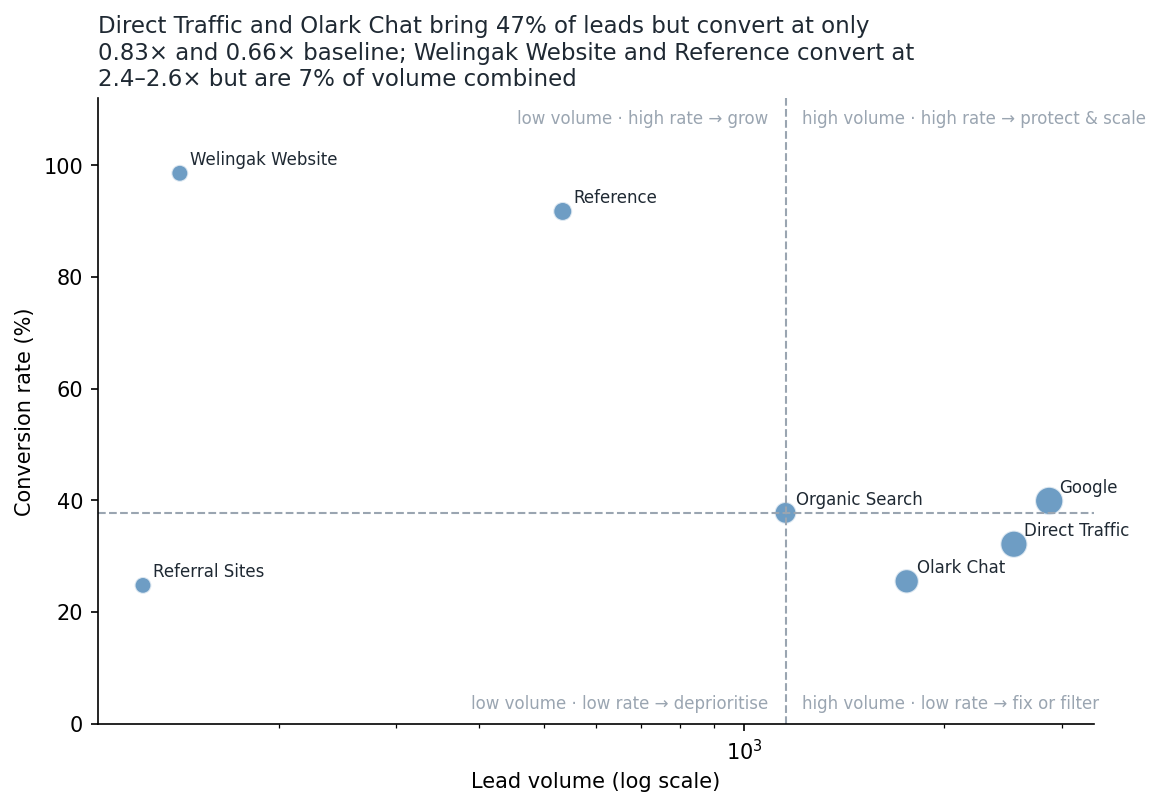 Direct Traffic and Olark Chat bring 47% of leads but convert at only
0.83× and 0.66× baseline; Welingak Website and Reference convert at
2.4–2.6× but are 7% of volume combined
low volume · high rate → grow
high volume · high rate → protect & scale
100
80
60
40
20
0
Conversion rate (%)
Welingak Website
Reference
Organic Search
Google
Direct Traffic
Olark Chat
Referral Sites
low volume · low rate → deprioritise
high volume · low rate → fix or filter
10³
Lead volume (log scale)